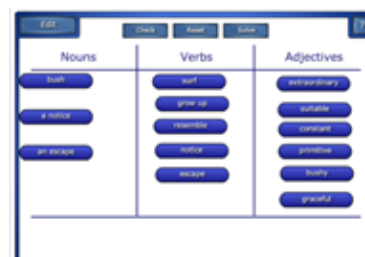 Edit
Check Reset Solve
?
Nouns Verbs Adjectives
bush surf extraordinary
grow up
a notice suitable
resemble constant
an escape notice primitive
escape bushy
graceful